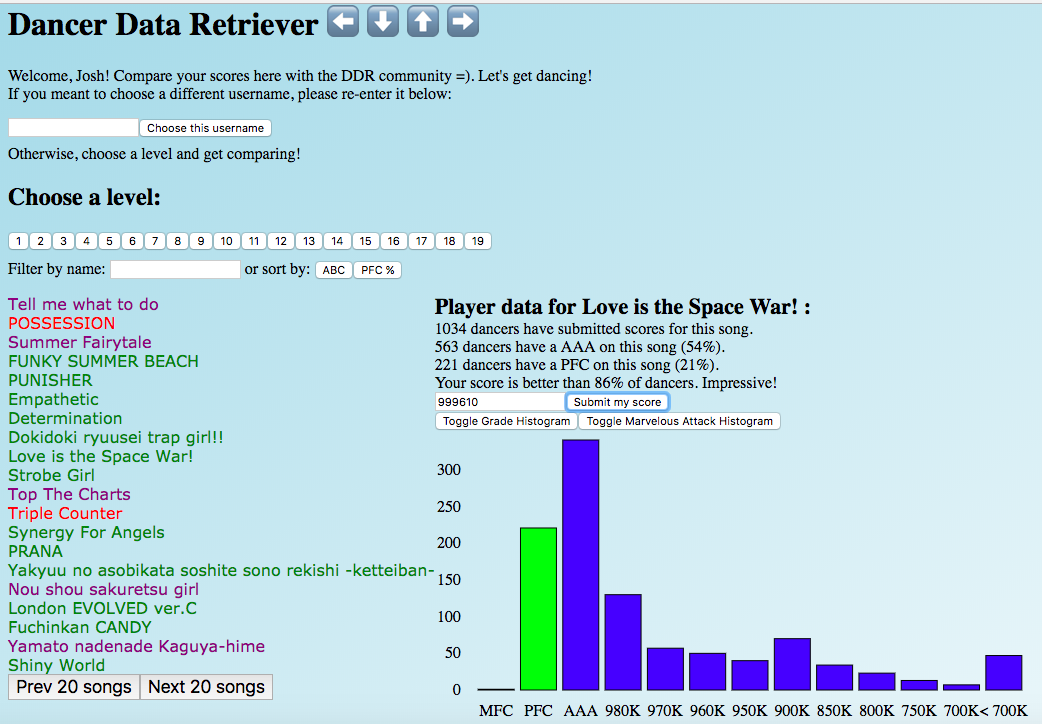 Dancer Data Retriever ⬅️ ⬇️ ⬆️ ➡️
Welcome, Josh! Compare your scores here with the DDR community =). Let's get dancing!
If you meant to choose a different username, please re-enter it below:
Choose this username
Otherwise, choose a level and get comparing!
Choose a level:
1 2 3 4 5 6 7 8 9 10 11 12 13 14 15 16 17 18 19
Filter by name: or sort by: ABC PFC %
Tell me what to do
POSSESSION
Summer Fairytale
FUNKY SUMMER BEACH
PUNISHER
Empathetic
Determination
Dokidoki ryuusei trap girl!!
Love is the Space War!
Strobe Girl
Top The Charts
Triple Counter
Synergy For Angels
PRANA
Yakyuu no asobikata soshite sono rekishi -ketteiban-
Nou shou sakuretsu girl
London EVOLVED ver.C
Fuchinkan CANDY
Yamato nadenade Kaguya-hime
Shiny World
Prev 20 songs Next 20 songs
Player data for Love is the Space War! :
1034 dancers have submitted scores for this song.
563 dancers have a AAA on this song (54%).
221 dancers have a PFC on this song (21%).
Your score is better than 86% of dancers. Impressive!
999610 Submit my score
Toggle Grade Histogram Toggle Marvelous Attack Histogram
300
250
200
150
100
50
0
MFC PFC AAA 980K 970K 960K 950K 900K 850K 800K 750K 700K < 700K